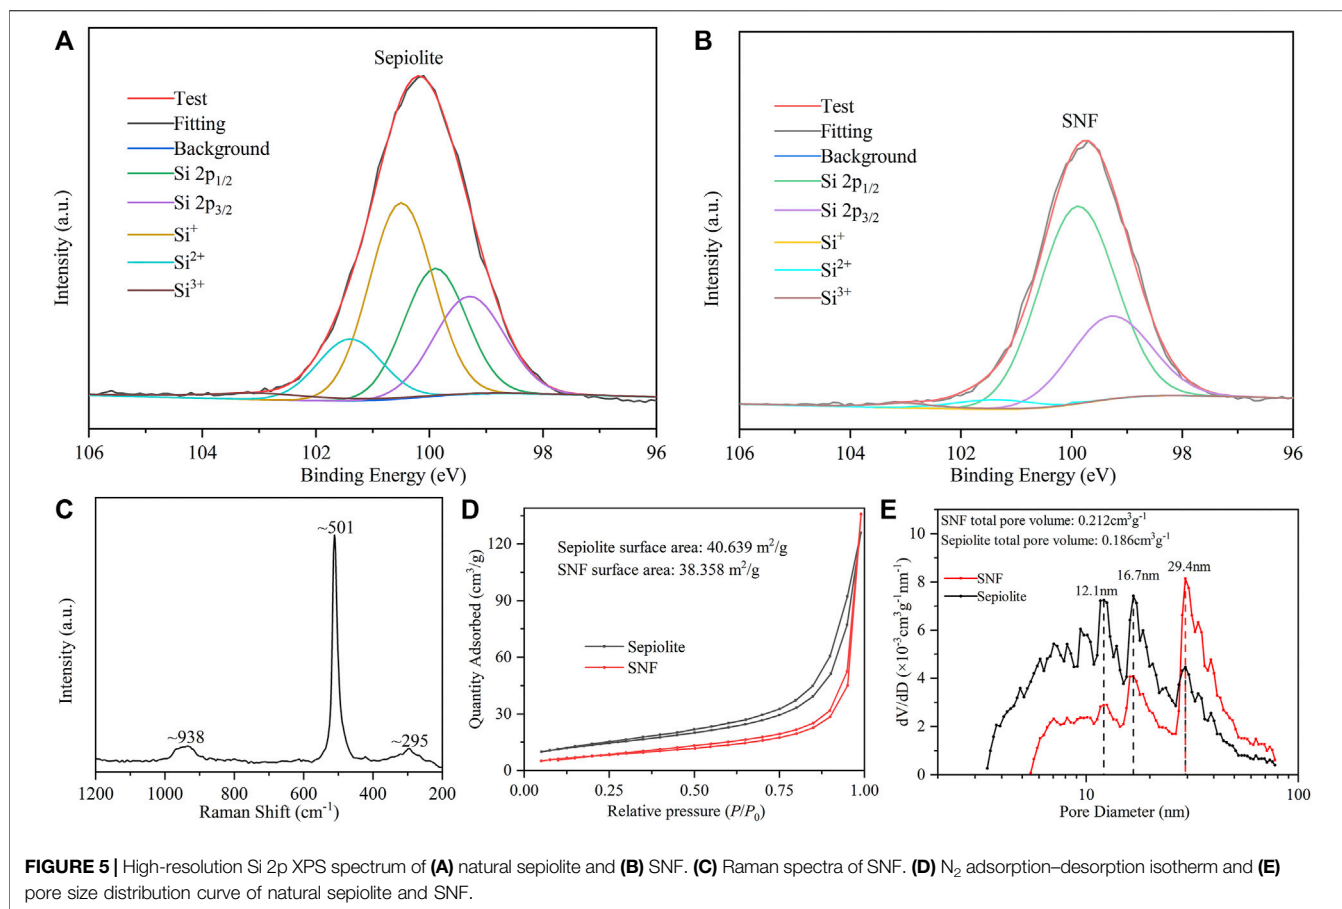 A
Sepiolite
Test
Fitting
Background
Si 2p1/2
Si 2p3/2
Si+
Si2+
Si3+
Intensity (a.u.)
106 104 102 100 98 96
Binding Energy (eV)
B
SNF
Test
Fitting
Background
Si 2p1/2
Si 2p3/2
Si+
Si2+
Si3+
Intensity (a.u.)
106 104 102 100 98 96
Binding Energy (eV)
C
~501
~938
~295
Intensity (a.u.)
1200 1000 800 600 400 200
Raman Shift (cm-1)
D
Sepiolite surface area: 40.639 m2/g
SNF surface area: 38.358 m2/g
Sepiolite
SNF
Quantity Adsorbed (cm3/g)
120
90
60
30
0
0.00 0.25 0.50 0.75 1.00
Relative pressure (P/P0)
E
SNF total pore volume: 0.212cm3g-1
Sepiolite total pore volume: 0.186cm3g-1
SNF
Sepiolite
12.1nm
16.7nm
29.4nm
dV/dD (×10-3cm3g-1nm-1)
10
8
6
4
2
0
10 100
Pore Diameter (nm)
FIGURE 5 | High-resolution Si 2p XPS spectrum of (A) natural sepiolite and (B) SNF. (C) Raman spectra of SNF. (D) N2 adsorption–desorption isotherm and (E)
pore size distribution curve of natural sepiolite and SNF.